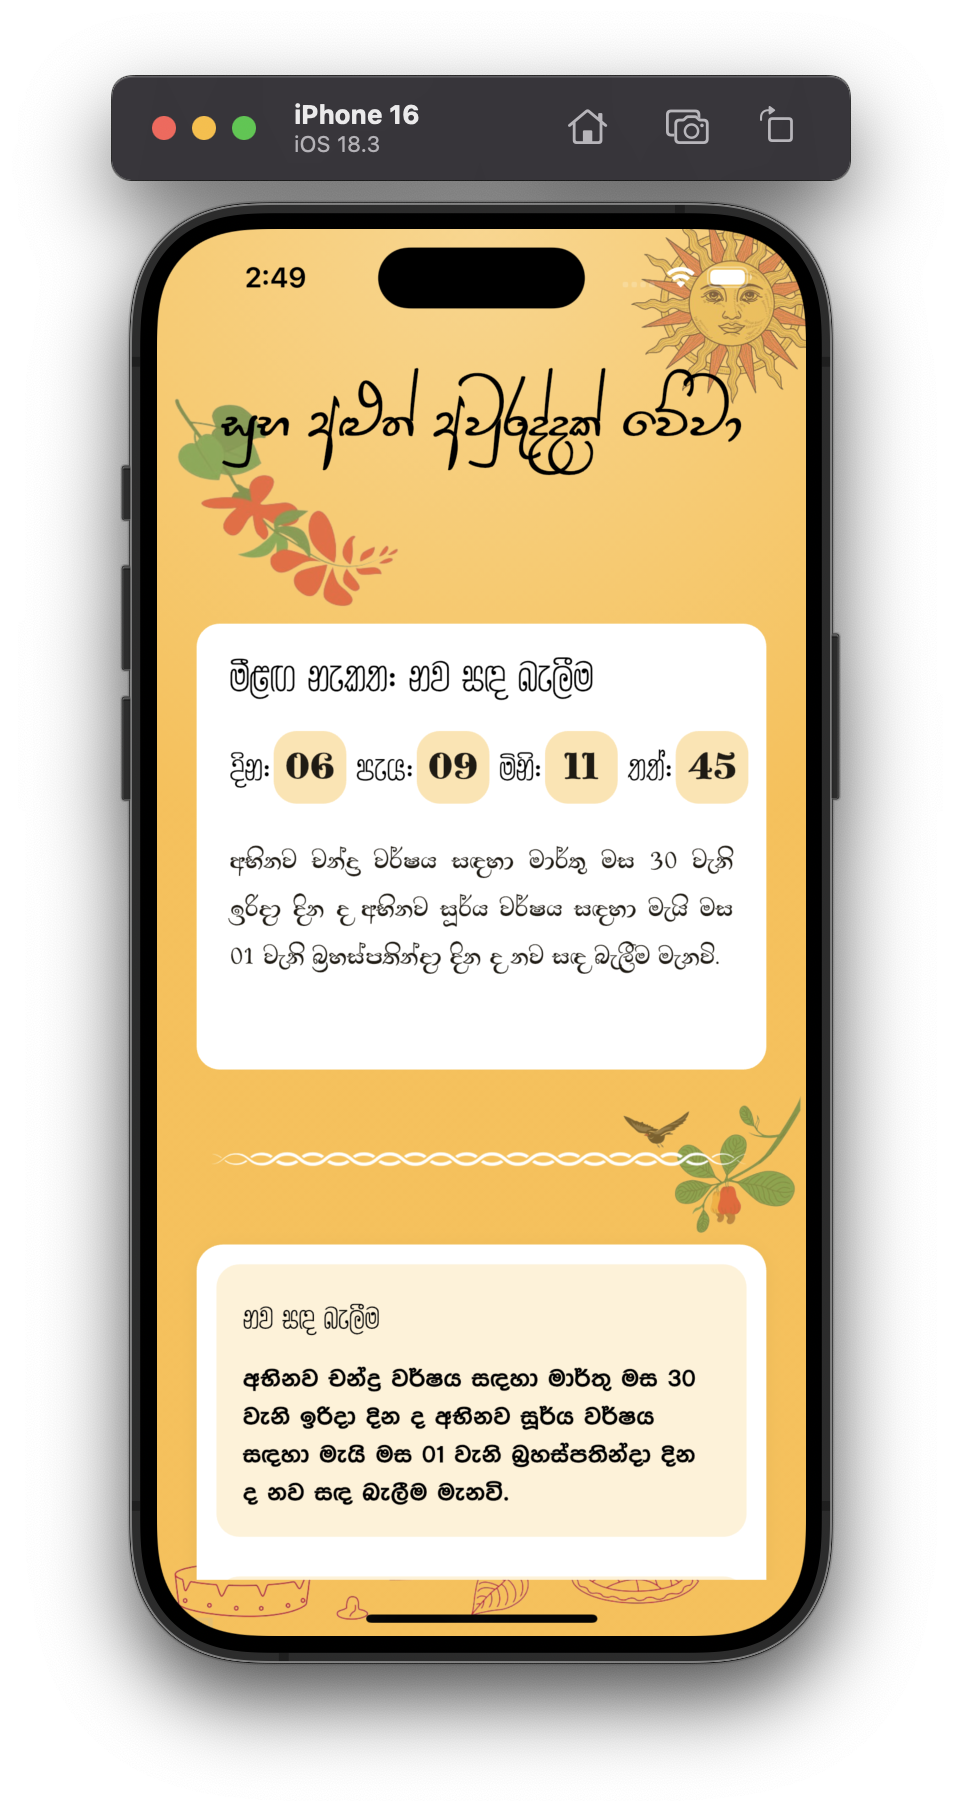 iPhone 16
iOS 18.3
2:49
සුභ අළුත් අවුරුද්දක් වේවා
මීළඟ නැකත: නව සඳ බැලීම
දින: 06 පැය: 09 මිනි: 11 තත්: 45
අභිනව චන්ද්‍ර වර්ෂය සඳහා මාර්තු මස 30 වැනි
ඉරිදා දින ද අභිනව සූර්ය වර්ෂය සඳහා මැයි මස
01 වැනි බ්‍රහස්පතින්දා දින ද නව සඳ බැලීම මැනවි.
නව සඳ බැලීම
අභිනව චන්ද්‍ර වර්ෂය සඳහා මාර්තු මස 30
වැනි ඉරිදා දින ද අභිනව සූර්ය වර්ෂය
සඳහා මැයි මස 01 වැනි බ්‍රහස්පතින්දා දින
ද නව සඳ බැලීම මැනවි.